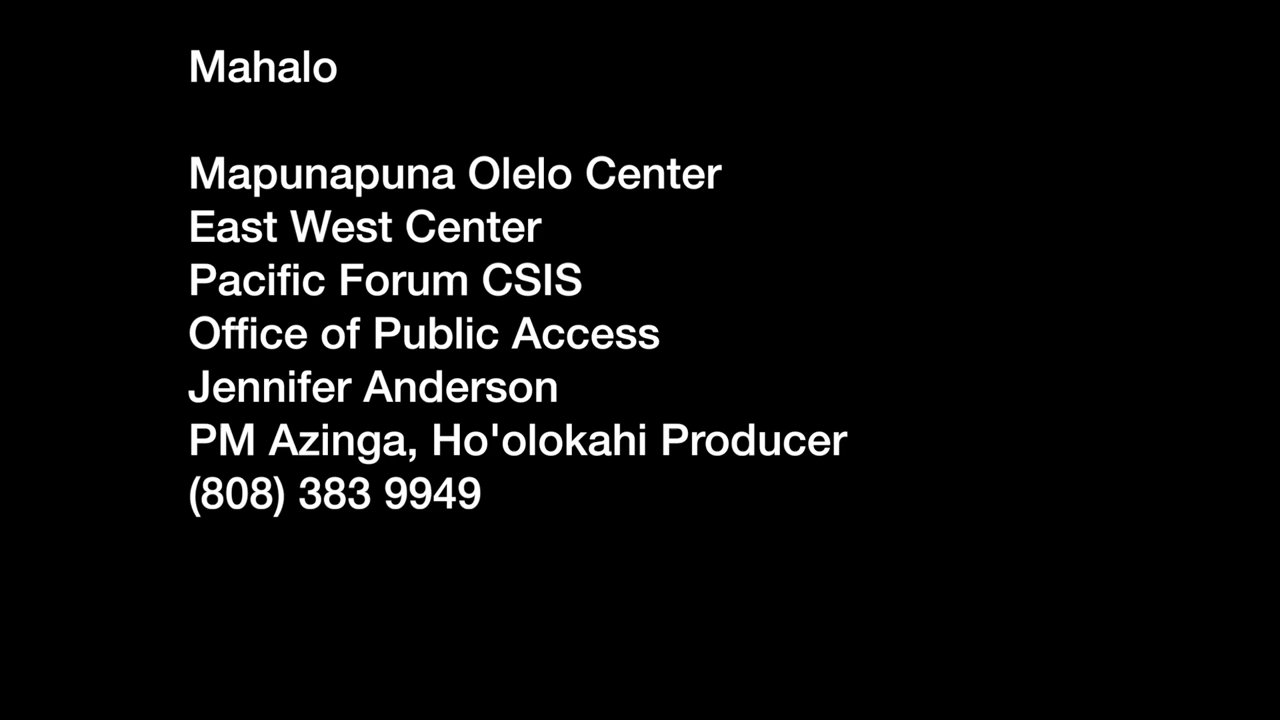 Mahalo
Mapunapuna Olelo Center
East West Center
Pacific Forum CSIS
Office of Public Access
Jennifer Anderson
PM Azinga, Ho'olokahi Producer
(808) 383 9949